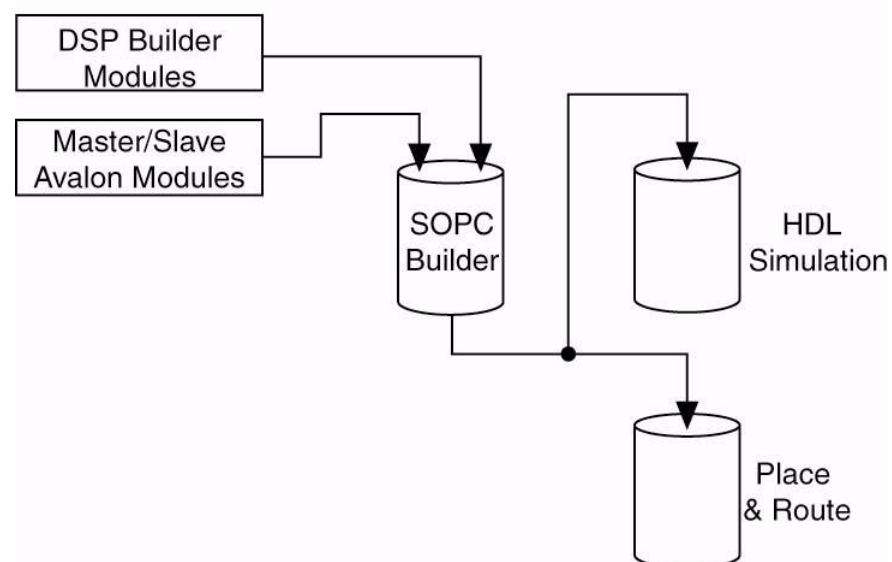 DSP Builder
Modules
Master/Slave
Avalon Modules
SOPC
Builder
HDL
Simulation
Place
& Route